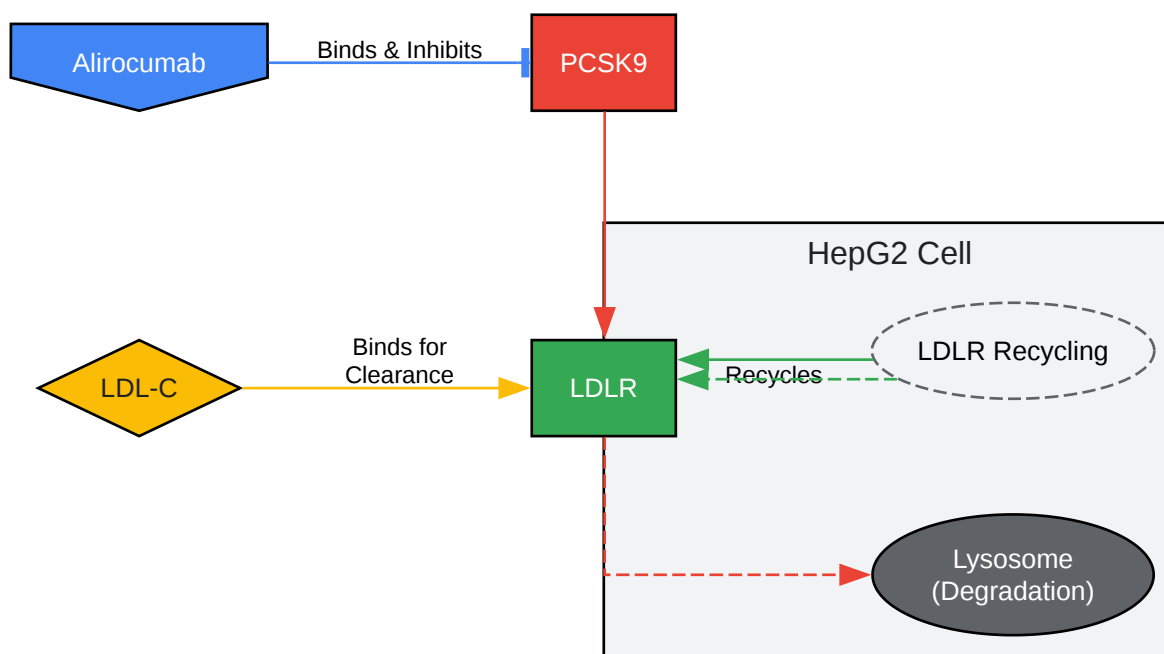 Alirocumab
Binds & Inhibits
PCSK9
HepG2 Cell
LDL-C
Binds for
Clearance
LDLR
Recycles
LDLR Recycling
Lysosome
(Degradation)